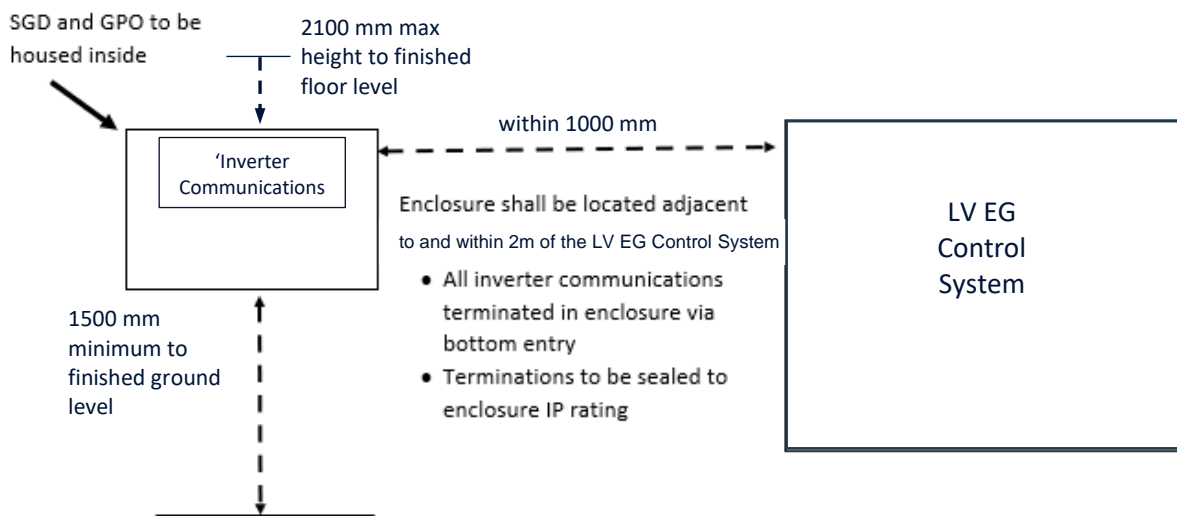 SGD and GPO to be
housed inside
2100 mm max
height to finished
floor level
within 1000 mm
‘Inverter
Communications
Enclosure shall be located adjacent
to and within 2m of the LV EG Control System
● All inverter communications
terminated in enclosure via
bottom entry
● Terminations to be sealed to
enclosure IP rating
1500 mm
minimum to
finished ground
level
LV EG
Control
System